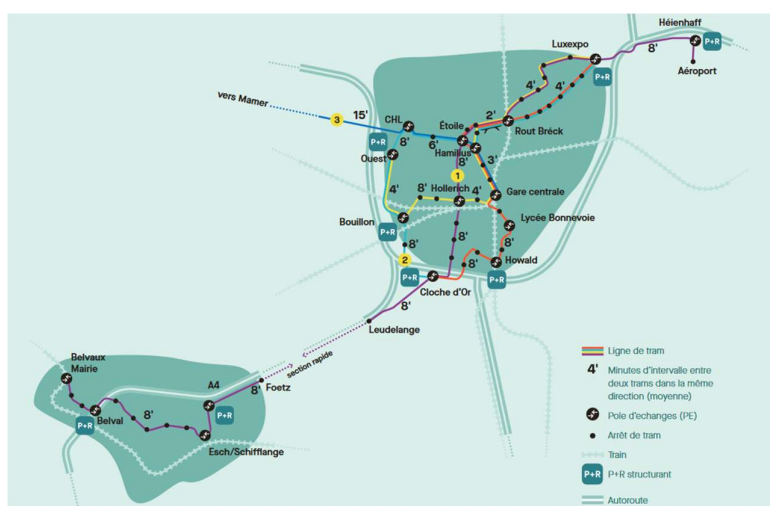 Héienhaff
P+R
8'
Aéroport
Luxexpo
P+R
4'
4'
2'
Rout Bréck
vers Mamer
3
15'
CHL
Étoile
P+R
8'
6'
Hamilius
Ouest
8'
3'
1
4'
8'
Hollerich
4'
Gare centrale
Bouillon
P+R
Lycée Bonnevoie
8'
8'
8'
2
8'
Howald
P+R
P+R
Cloche d'Or
8'
Leudelange
section rapide
Belvaux
Mairie
A4
8'
Foetz
8'
P+R
Belval
P+R
Esch/Schifflange
Ligne de tram
4'
Minutes d'intervalle entre
deux trams dans la même
direction (moyenne)
Pole d'echanges (PE)
Arrêt de tram
Train
P+R
P+R structurant
Autoroute